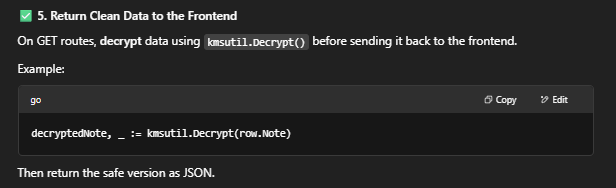 ✅ 5. Return Clean Data to the Frontend
On GET routes, decrypt data using kmsutil.Decrypt() before sending it back to the frontend.
Example:
go Copy Edit
decryptedNote, _ := kmsutil.Decrypt(row.Note)
Then return the safe version as JSON.